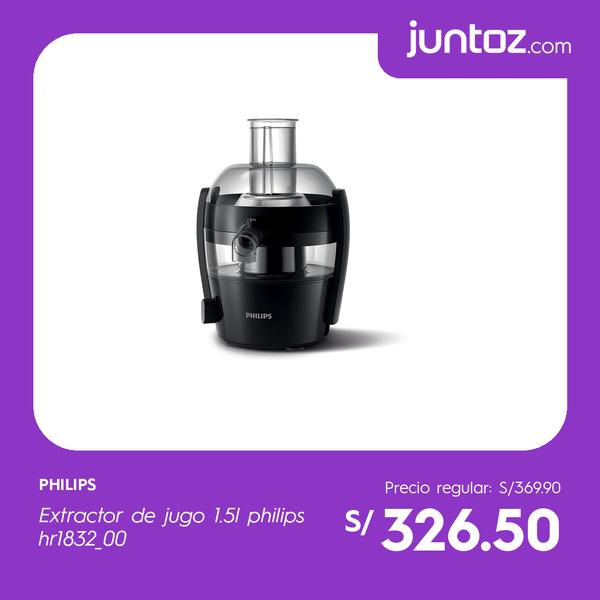 juntoz.com
PHILIPS
PHILIPS
Extractor de jugo 1.5l philips
hr1832_00
Precio regular: S/369.90
S/ 326.50